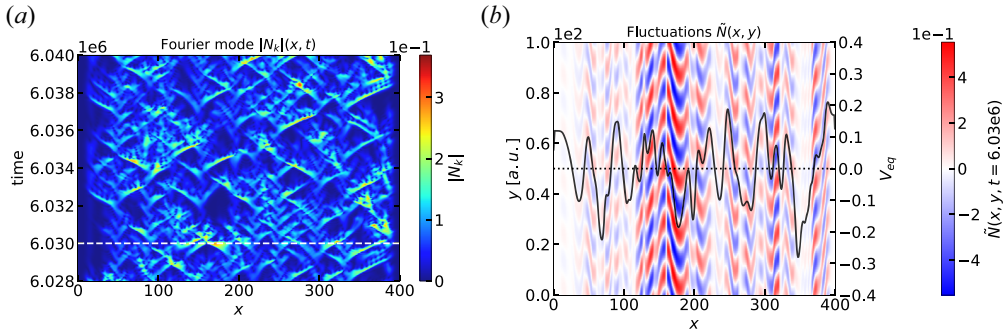 (a)
Fourier mode |N_k|(x, t)
1e6
1e−1
6.040
6.036
6.034
6.032
6.030
6.028
time
0
100
200
300
400
x
3
2
1
0
|N_k|
(b)
Fluctuations Ñ(x, y)
1e2
1e−1
1.0
0.8
0.6
0.4
0.2
0.0
y [a.u.]
0
100
200
300
400
x
0.4
0.3
0.2
0.1
0.0
−0.1
−0.2
−0.3
−0.4
V_eq
4
2
0
−2
−4
Ñ(x, y, t = 6.03e6)